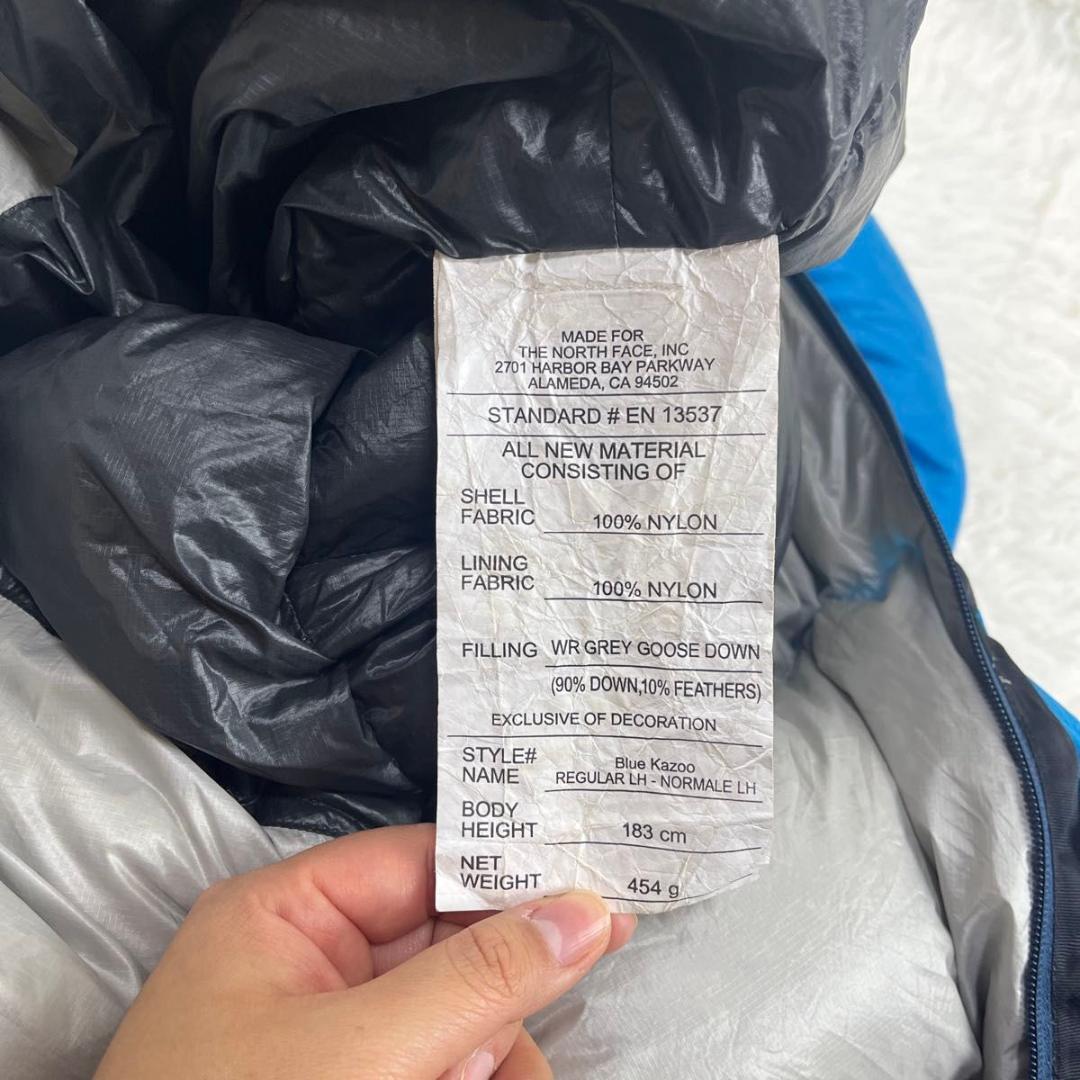 MADE FOR
THE NORTH FACE, INC
2701 HARBOR BAY PARKWAY
ALAMEDA, CA 94502
STANDARD # EN 13537
ALL NEW MATERIAL
CONSISTING OF
SHELL
FABRIC 100% NYLON
LINING
FABRIC 100% NYLON
FILLING WR GREY GOOSE DOWN
(90% DOWN,10% FEATHERS)
EXCLUSIVE OF DECORATION
STYLE# Blue Kazoo
NAME REGULAR LH - NORMALE LH
BODY
HEIGHT 183 cm
NET
WEIGHT 454 g